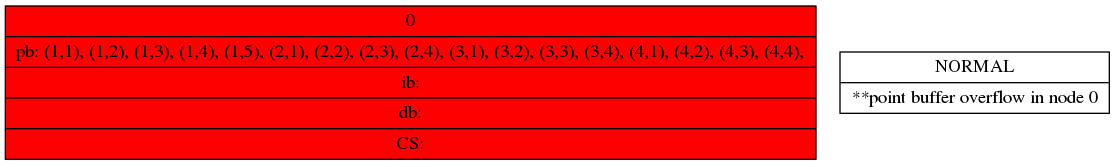 0
pb: (1,1), (1,2), (1,3), (1,4), (1,5), (2,1), (2,2), (2,3), (2,4), (3,1), (3,2), (3,3), (3,4), (4,1), (4,2), (4,3), (4,4),
ib:
db:
CS:
NORMAL
**point buffer overflow in node 0